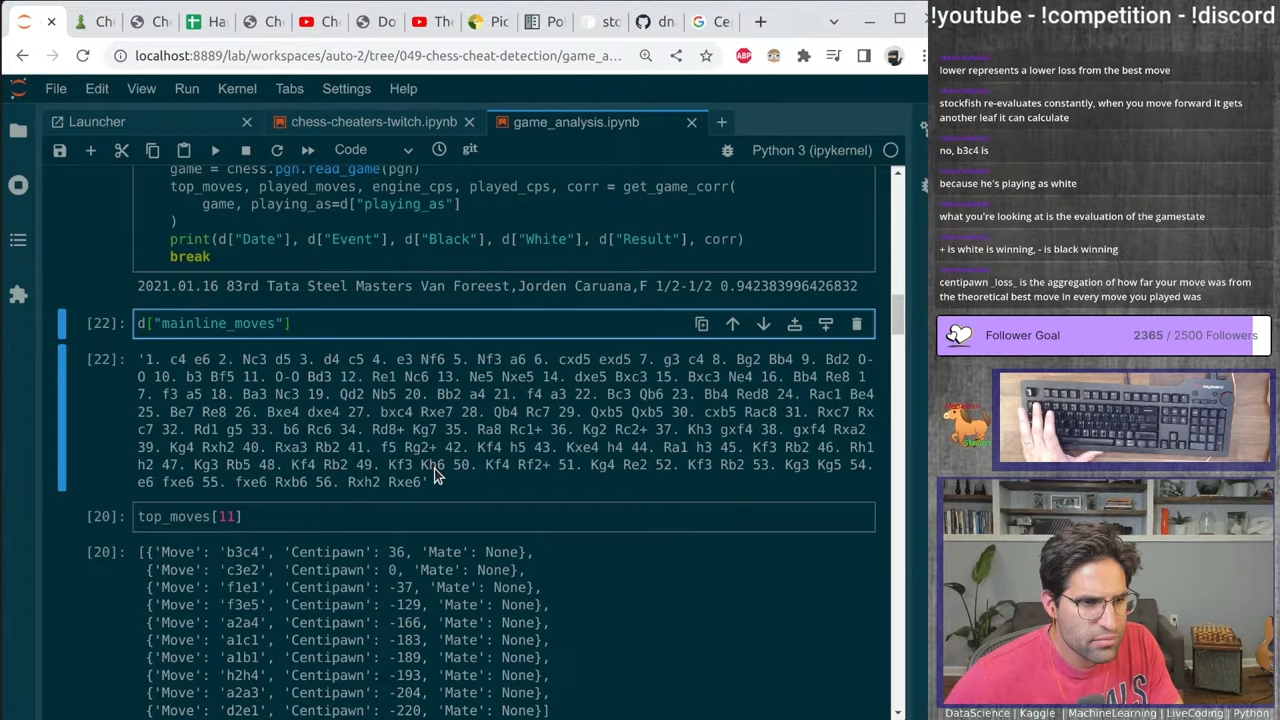 Ch
Ch
Do
Te
Pic
Po
sto
dn
Ce
!youtube - !competition - !discord
localhost:8889/lab/workspaces/auto-2/tree/049-chess-cheat-detection/game_a...
ABP
File Edit View Run Kernel Tabs Settings Help
Launcher
chess-cheaters-twitch.ipynb
game_analysis.ipynb
Code
git
Python 3 (ipykernel)
game = chess.pgn.read_game(pgn)
top_moves, played_moves, engine_cps, played_cps, corr = get_game_corr(
game, playing_as=d["playing_as"]
)
print(d["Date"], d["Event"], d["Black"], d["White"], d["Result"], corr)
break
2021.01.16 83rd Tata Steel Masters Van Foreest,Jorden Caruana,F 1/2-1/2 0.942383996426832
[22]: d["mainline_moves"]
[22]: '1. c4 e6 2. Nc3 d5 3. d4 c5 4. e3 Nf6 5. Nf3 a6 6. cxd5 exd5 7. g3 c4 8. Bg2 Bb4 9. Bd2 O-
O 10. b3 Bf5 11. O-O Bd3 12. Re1 Nc6 13. Ne5 Nxe5 14. dxe5 Bxc3 15. Bxc3 Ne4 16. Bb4 Re8 1
7. f3 a5 18. Ba3 Nc3 19. Qd2 Nb5 20. Bb2 a4 21. f4 a3 22. Bc3 Qb6 23. Bb4 Red8 24. Rac1 Be4
25. Be7 Re8 26. Bxe4 dxe4 27. bxc4 Rxe7 28. Qb4 Rc7 29. Qxb5 Qxb5 30. cxb5 Rac8 31. Rxc7 Rx
c7 32. Rd1 g5 33. b6 Rc6 34. Rd8+ Kg7 35. Ra8 Rc1+ 36. Kg2 Rc2+ 37. Kh3 gxf4 38. gxf4 Rxa2
39. Kg4 Rxh2 40. Rxa3 Rb2 41. f5 Rg2+ 42. Kf4 h5 43. Kxe4 h4 44. Ra1 h3 45. Kf3 Rb2 46. Rh1
h2 47. Kg3 Rb5 48. Kf4 Rb2 49. Kf3 Kh6 50. Kf4 Rf2+ 51. Kg4 Re2 52. Kf3 Rb2 53. Kg3 Kg5 54.
e6 fxe6 55. fxe6 Rxb6 56. Rxh2 Rxe6'
[20]: top_moves[11]
[20]: [{'Move': 'b3c4', 'Centipawn': 36, 'Mate': None},
{'Move': 'c3e2', 'Centipawn': 0, 'Mate': None},
{'Move': 'f1e1', 'Centipawn': -37, 'Mate': None},
{'Move': 'f3e5', 'Centipawn': -129, 'Mate': None},
{'Move': 'a2a4', 'Centipawn': -166, 'Mate': None},
{'Move': 'a1c1', 'Centipawn': -183, 'Mate': None},
{'Move': 'a1b1', 'Centipawn': -189, 'Mate': None},
{'Move': 'h2h4', 'Centipawn': -193, 'Mate': None},
{'Move': 'a2a3', 'Centipawn': -204, 'Mate': None},
{'Move': 'd2e1', 'Centipawn': -220, 'Mate': None}]
lower represents a lower loss from the best move
stockfish re-evaluates constantly, when you move forward it gets
another leaf it can calculate
no, b3c4 is
because he's playing as white
what you're looking at is the evaluation of the gamestate
+ is white is winning, - is black winning
centipawn _loss_ is the aggregation of how far your move was from
the theoretical best move in every move you played was
Follower Goal 2365 / 2500 Followers
DataScience | Kaggle | MachineLearning | LiveCoding | Python